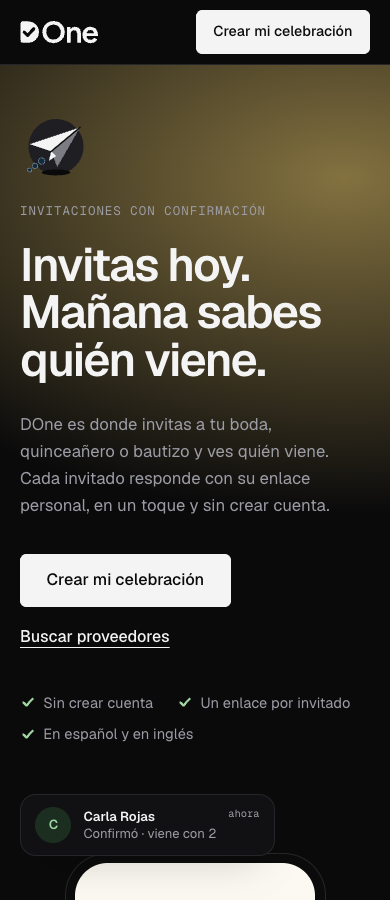 DOne
Crear mi celebración
INVITACIONES CON CONFIRMACIÓN
Invitas hoy.
Mañana sabes
quién viene.
DOne es donde invitas a tu boda,
quinceañero o bautizo y ves quién viene.
Cada invitado responde con su enlace
personal, en un toque y sin crear cuenta.
Crear mi celebración
Buscar proveedores
Sin crear cuenta
Un enlace por invitado
En español y en inglés
C
Carla Rojas
ahora
Confirmó · viene con 2